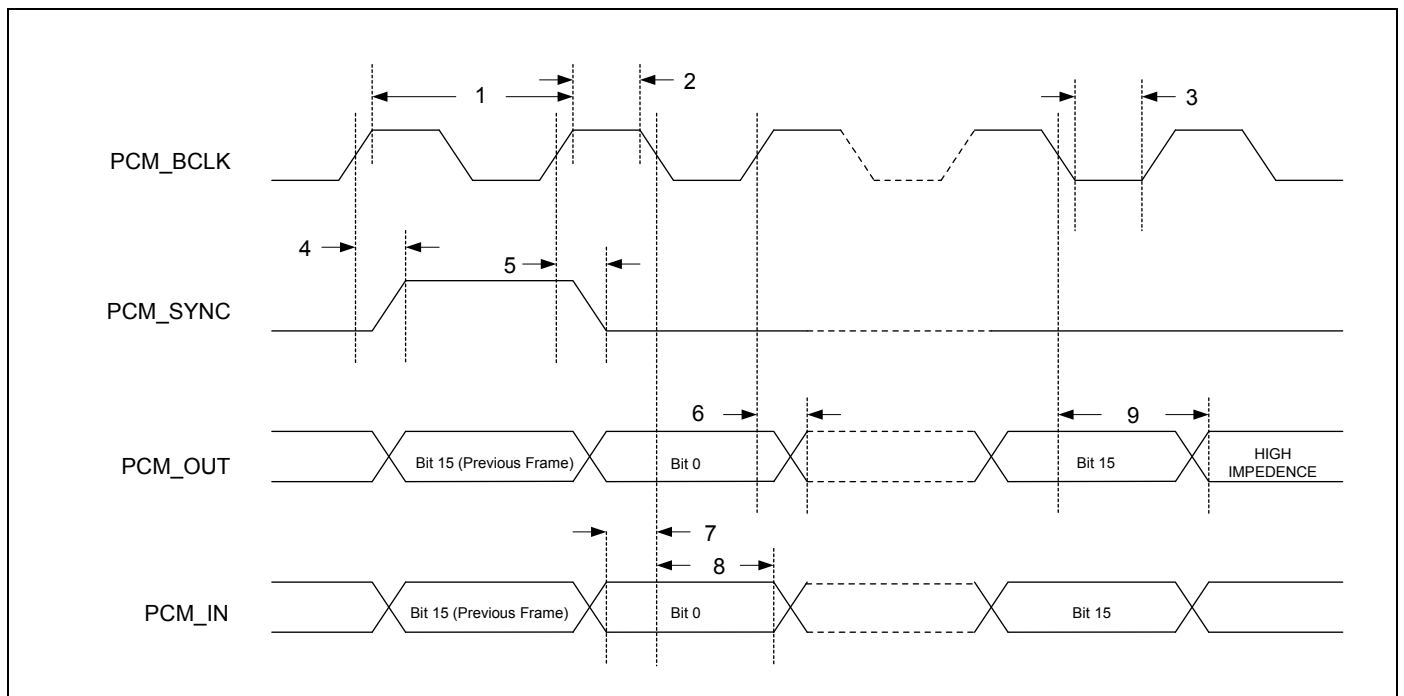 1
2
3
PCM_BCLK
4
5
PCM_SYNC
6
9
PCM_OUT
Bit 15 (Previous Frame)
Bit 0
Bit 15
HIGH
IMPEDENCE
7
8
PCM_IN
Bit 15 (Previous Frame)
Bit 0
Bit 15